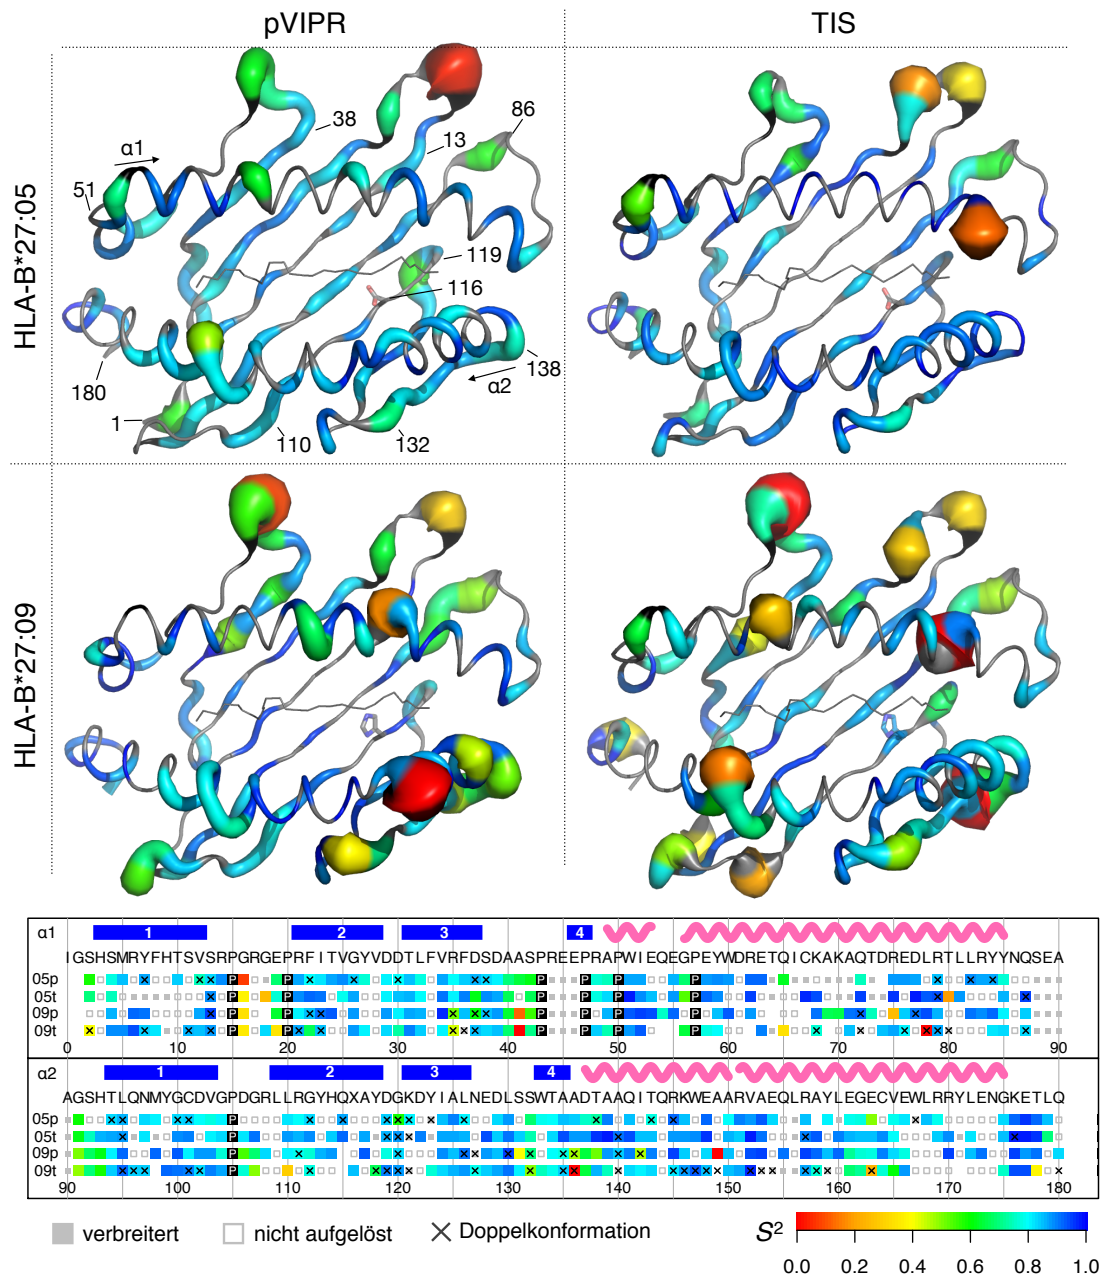 pVIPR
TIS
HLA-B*27:05
38
86
13
α1
51
119
116
138
α2
180
1
110
132
HLA-B*27:09
α1
1
2
3
4
IGSHSMRYFHTSVSRPGRGEPRFITVGYVDDTLFVRFDSDAASPREEPRAPWIEQEGPEYWDRETQICKAKAQTDREDLRTLLRYYNQSEA
05p
P
P
P
P
P
P
05t
P
P
P
P
P
P
09p
P
P
P
P
P
P
09t
P
P
P
P
P
P
0
10
20
30
40
50
60
70
80
90
α2
1
2
3
4
AGSHTLQNMYGCDVGPDGRLLRGYHQXAYDGKDYIALNEDLSSWTAADTAAQITQRKWEAARVAEQLRAYLEGECVEWLRRYLENGKETLQ
05p
P
05t
P
09p
P
09t
P
90
100
110
120
130
140
150
160
170
180
verbreitert
nicht aufgelöst
Doppelkonformation
S²
0.0
0.2
0.4
0.6
0.8
1.0